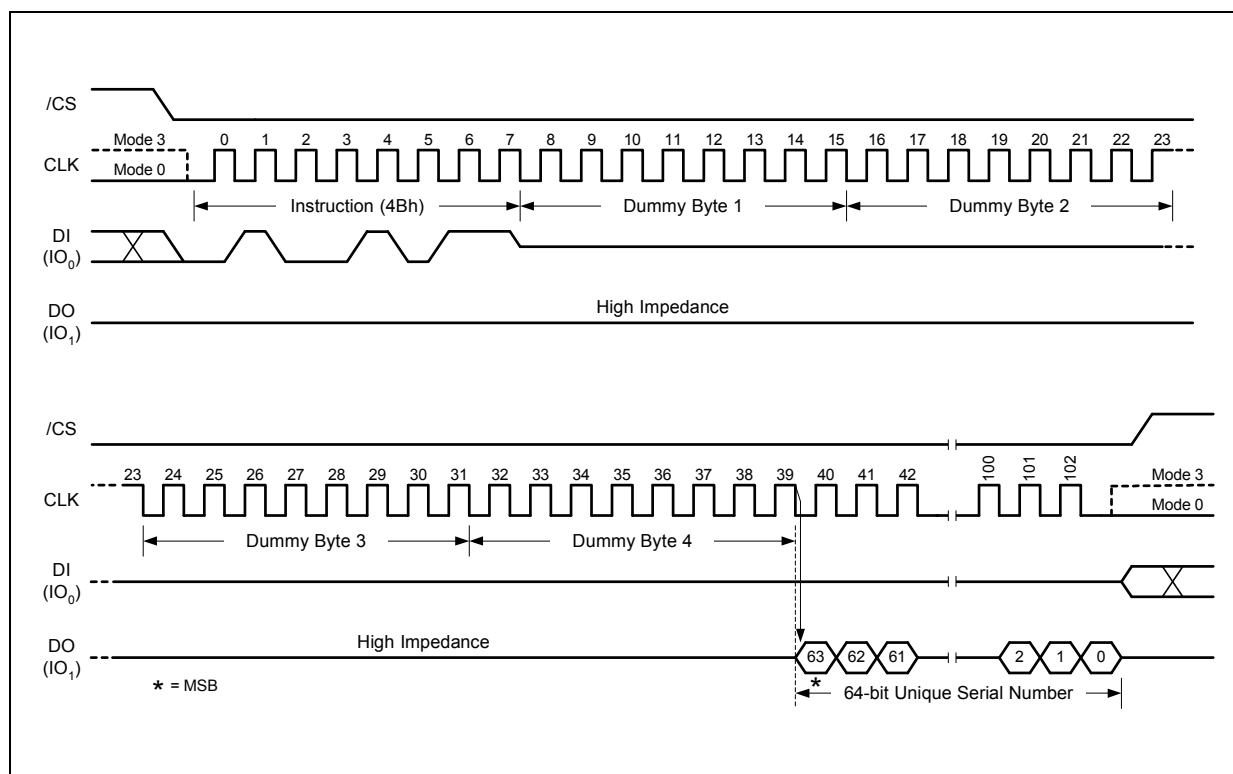 /CS
Mode 3 0 1 2 3 4 5 6 7 8 9 10 11 12 13 14 15 16 17 18 19 20 21 22 23
CLK Mode 0
Instruction (4Bh) Dummy Byte 1 Dummy Byte 2
DI
(IO0)
High Impedance
DO
(IO1)
/CS
23 24 25 26 27 28 29 30 31 32 33 34 35 36 37 38 39 40 41 42 100 101 102 Mode 3
CLK Mode 0
Dummy Byte 3 Dummy Byte 4
DI
(IO0)
DO High Impedance
(IO1) 63 62 61 2 1 0
* = MSB * 64-bit Unique Serial Number